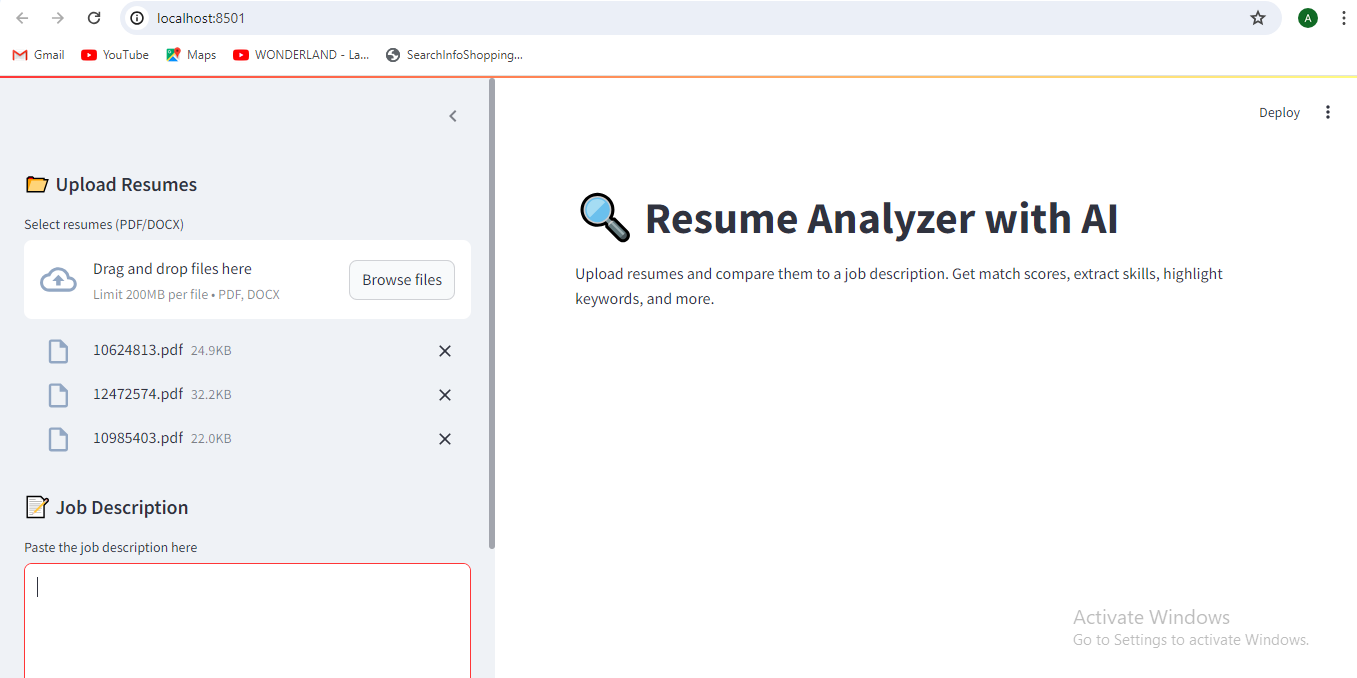 localhost:8501
A
Gmail YouTube Maps WONDERLAND - La... SearchInfoShopping...
Deploy
Upload Resumes
Select resumes (PDF/DOCX)
Drag and drop files here
Limit 200MB per file • PDF, DOCX
Browse files
10624813.pdf 24.9KB
12472574.pdf 32.2KB
10985403.pdf 22.0KB
Job Description
Paste the job description here
Resume Analyzer with AI
Upload resumes and compare them to a job description. Get match scores, extract skills, highlight
keywords, and more.
Activate Windows
Go to Settings to activate Windows.